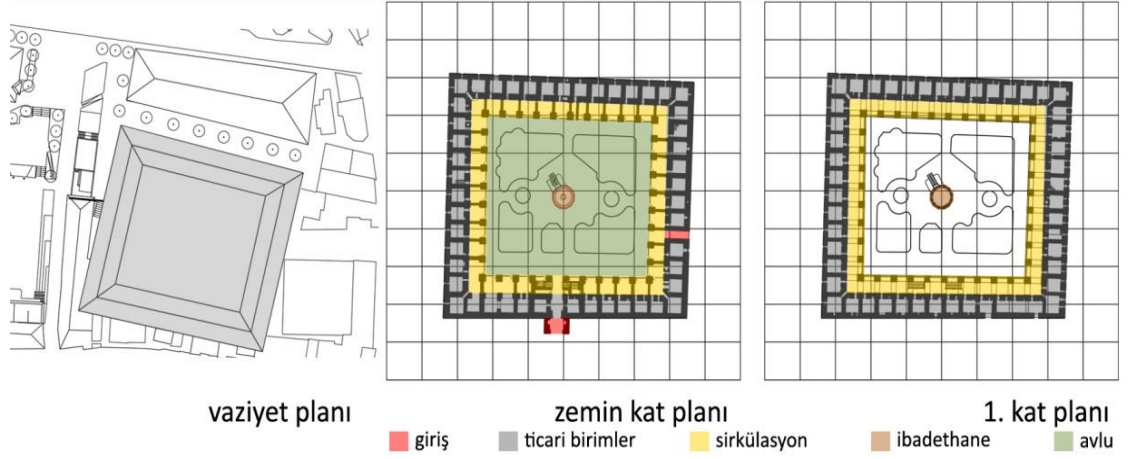 vaziyet planı
zemin kat planı
1. kat planı
giriş
ticari birimler
sirkülasyon
ibadethane
avlu